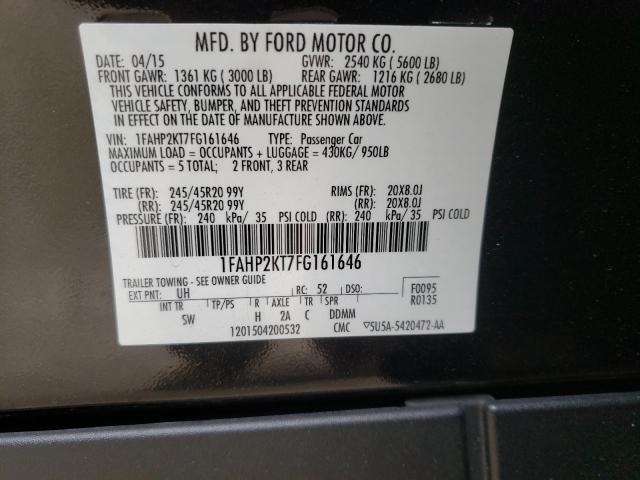 MFD. BY FORD MOTOR CO.
DATE: 04/15 GVWR: 2540 KG ( 5600 LB)
FRONT GAWR: 1361 KG ( 3000 LB) REAR GAWR: 1216 KG ( 2680 LB)
THIS VEHICLE CONFORMS TO ALL APPLICABLE FEDERAL MOTOR
VEHICLE SAFETY, BUMPER, AND THEFT PREVENTION STANDARDS
IN EFFECT ON THE DATE OF MANUFACTURE SHOWN ABOVE.
VIN: 1FAHP2KT7FG161646 TYPE: Passenger Car
MAXIMUM LOAD = OCCUPANTS + LUGGAGE = 430KG/ 950LB
OCCUPANTS = 5 TOTAL; 2 FRONT, 3 REAR
TIRE (FR): 245/45R20 99Y RIMS (FR): 20X8.0J
(RR): 245/45R20 99Y (RR): 20X8.0J
PRESSURE (FR): 240 kPa/ 35 PSI COLD (RR): 240 kPa/ 35 PSI COLD
1FAHP2KT7FG161646
TRAILER TOWING - SEE OWNER GUIDE
EXT PNT: UH RC: 52 DSO: F0095
INT TR TP/PS R AXLE TR SPR R0135
SW H 2A C DDMM
1201504200532 CMC ▽5U5A-5420472-AA